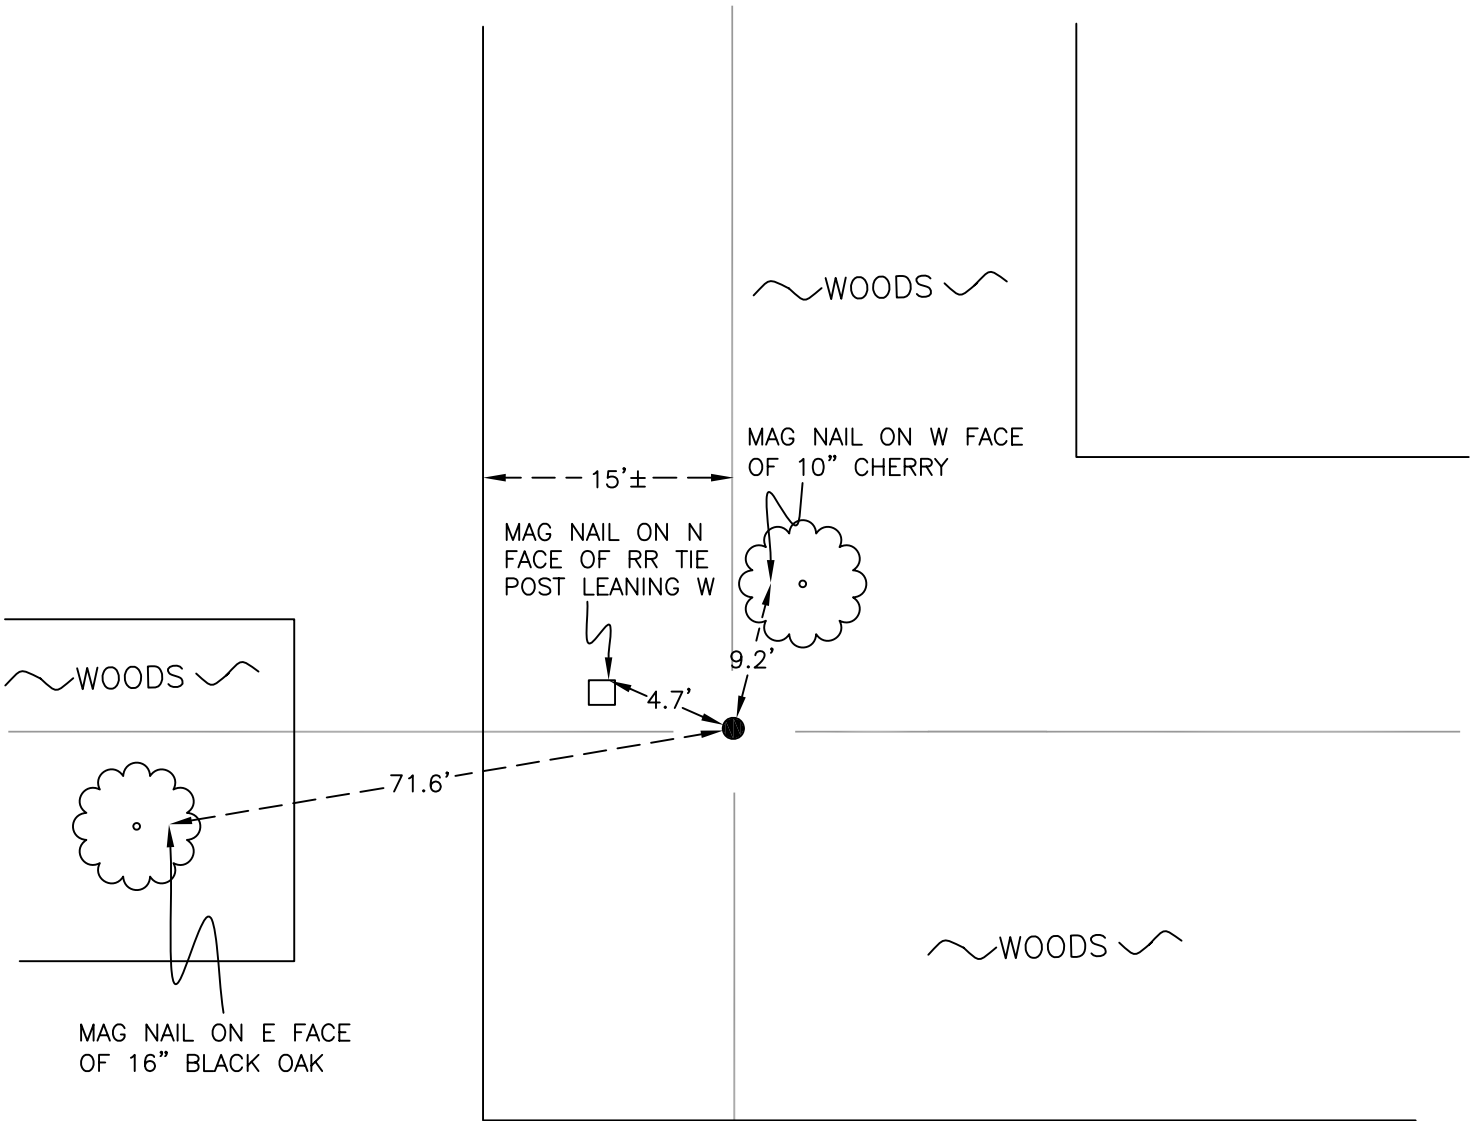 WOODS
MAG NAIL ON W FACE
OF 10" CHERRY
15'±
MAG NAIL ON N
FACE OF RR TIE
POST LEANING W
9.2'
WOODS
4.7'
71.6'
WOODS
MAG NAIL ON E FACE
OF 16" BLACK OAK